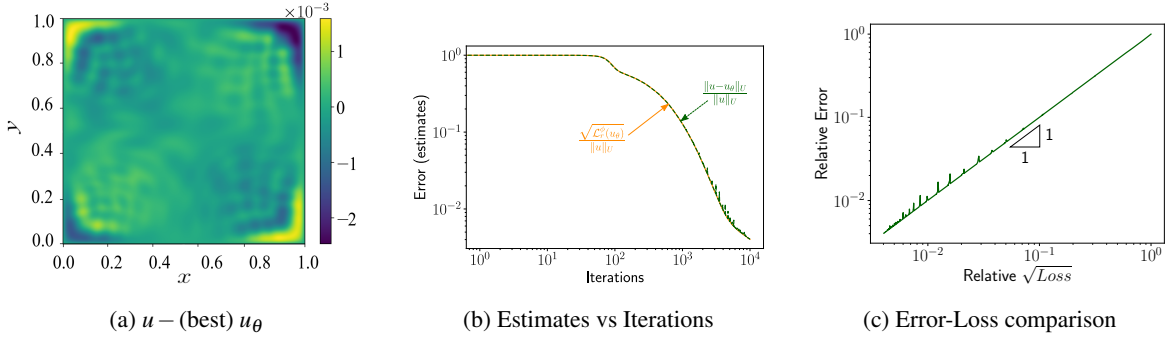 ×10⁻³
1.0
0.8
0.6
0.4
0.2
0.0
y
0.0 0.2 0.4 0.6 0.8 1.0
x
1
0
−1
−2
(a) u − (best) u_θ
10⁰
10⁻¹
10⁻²
Error (estimates)
‖u−u_θ‖_U
‖u‖_U
√L_r^φ(u_θ)
‖u‖_U
10⁰ 10¹ 10² 10³ 10⁴
Iterations
(b) Estimates vs Iterations
10⁰
10⁻¹
10⁻²
Relative Error
1
1
10⁻² 10⁻¹ 10⁰
Relative √Loss
(c) Error-Loss comparison